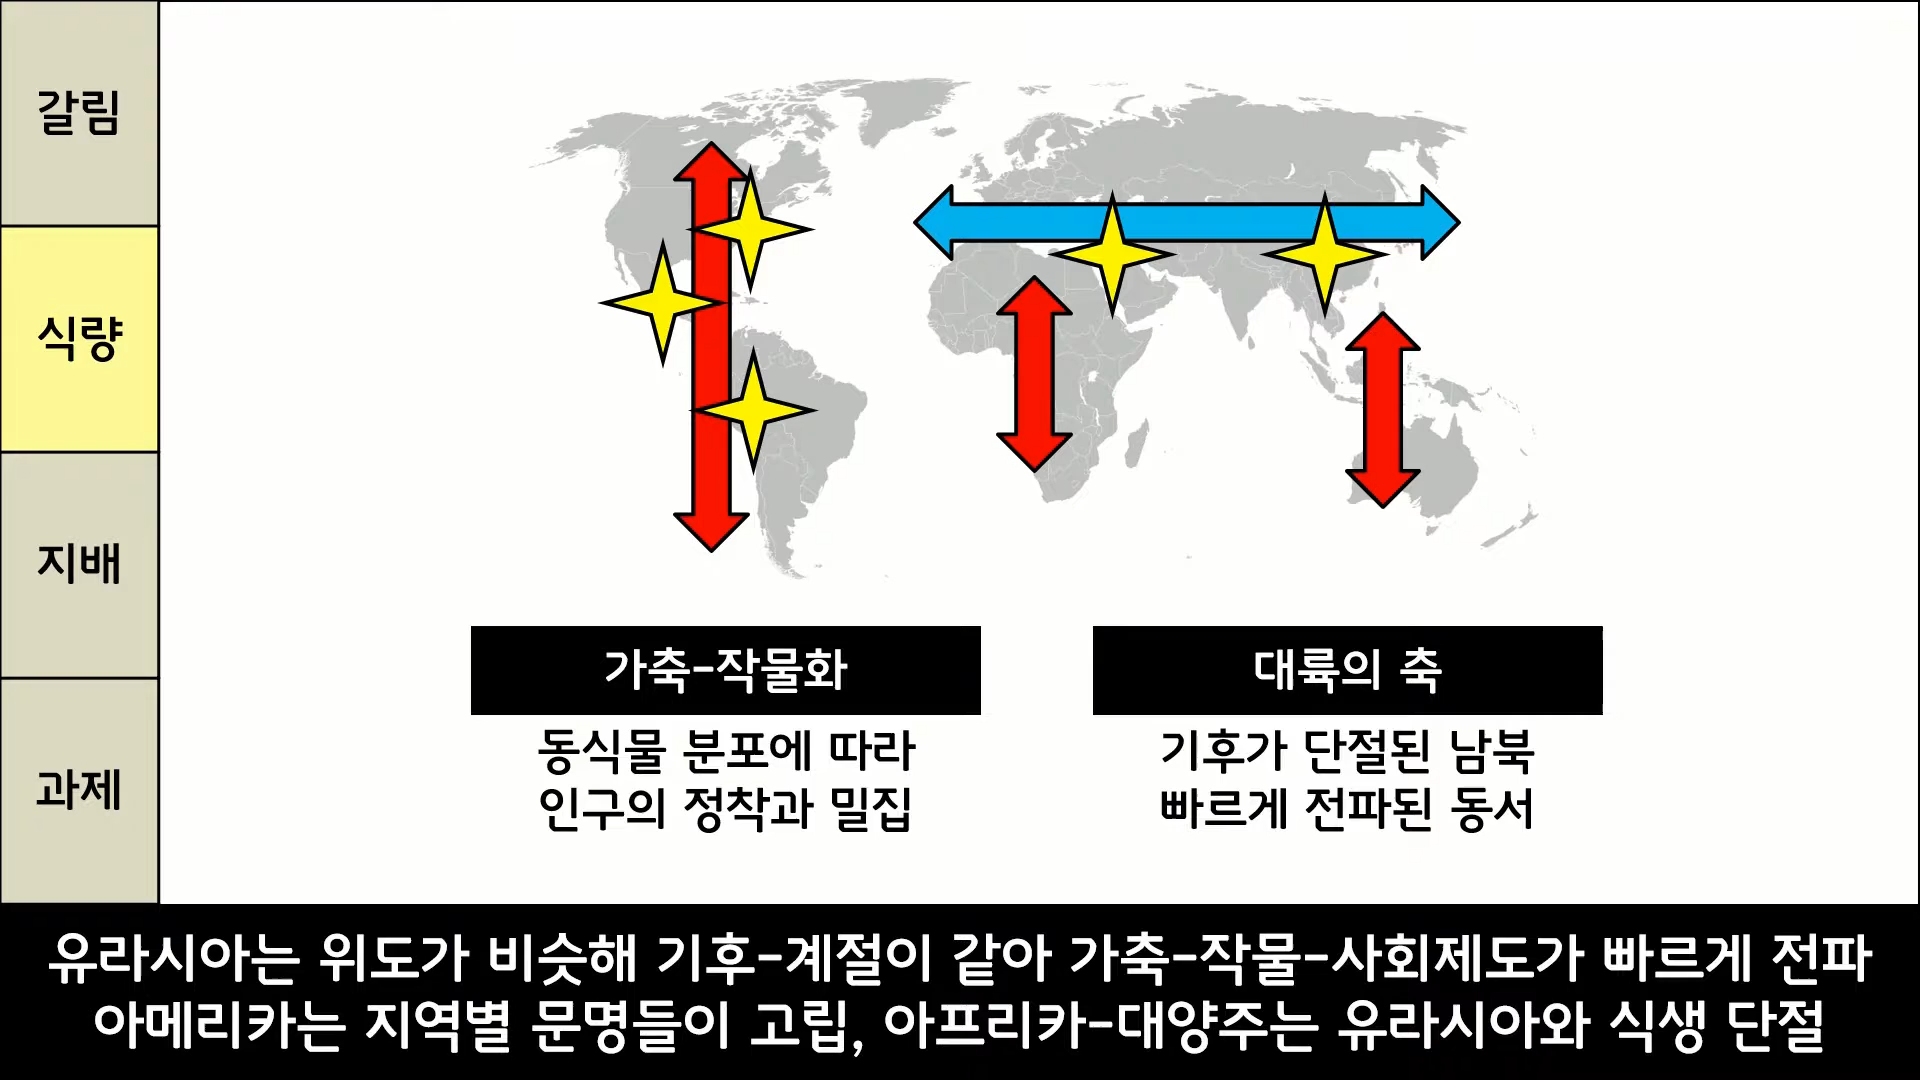 갈림
식량
지배
과제
가축-작물화
동식물 분포에 따라
인구의 정착과 밀집
대륙의 축
기후가 단절된 남북
빠르게 전파된 동서
유라시아는 위도가 비슷해 기후-계절이 같아 가축-작물-사회제도가 빠르게 전파
아메리카는 지역별 문명들이 고립, 아프리카-대양주는 유라시아와 식생 단절